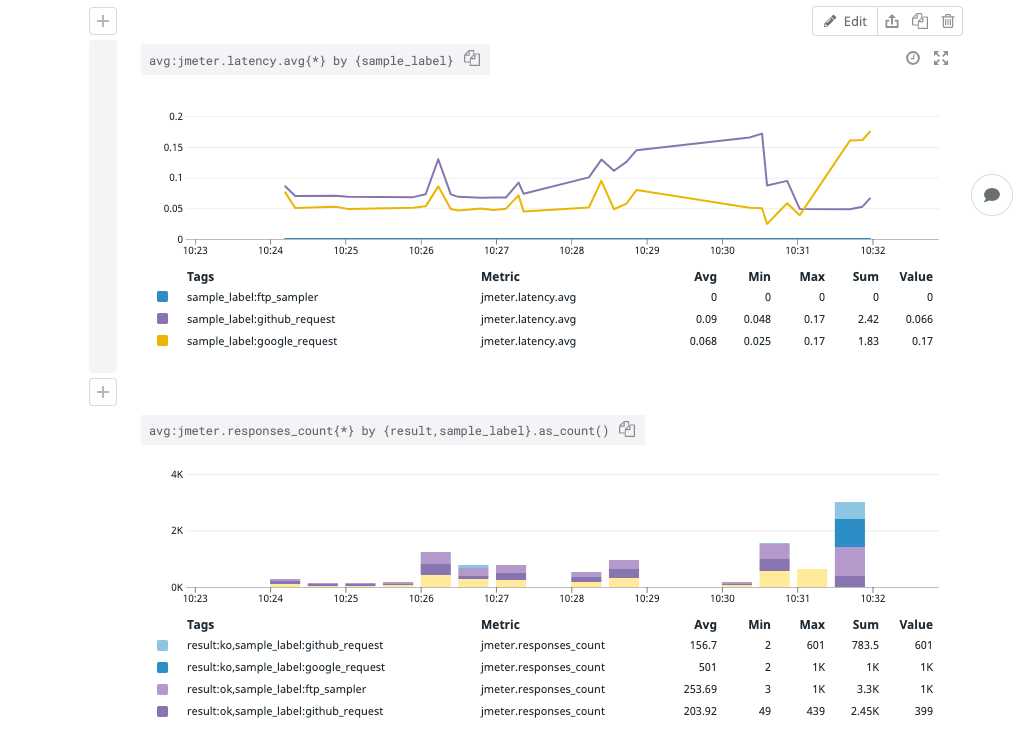 Edit
avg:jmeter.latency.avg{*} by {sample_label}
0.2
0.15
0.1
0.05
0
10:23 10:24 10:25 10:26 10:27 10:28 10:29 10:30 10:31 10:32
Tags Metric Avg Min Max Sum Value
sample_label:ftp_sampler jmeter.latency.avg 0 0 0 0 0
sample_label:github_request jmeter.latency.avg 0.09 0.048 0.17 2.42 0.066
sample_label:google_request jmeter.latency.avg 0.068 0.025 0.17 1.83 0.17
avg:jmeter.responses_count{*} by {result,sample_label}.as_count()
4K
2K
0K
10:23 10:24 10:25 10:26 10:27 10:28 10:29 10:30 10:31 10:32
Tags Metric Avg Min Max Sum Value
result:ko,sample_label:github_request jmeter.responses_count 156.7 2 601 783.5 601
result:ko,sample_label:google_request jmeter.responses_count 501 2 1K 1K 1K
result:ok,sample_label:ftp_sampler jmeter.responses_count 253.69 3 1K 3.3K 1K
result:ok,sample_label:github_request jmeter.responses_count 203.92 49 439 2.45K 399